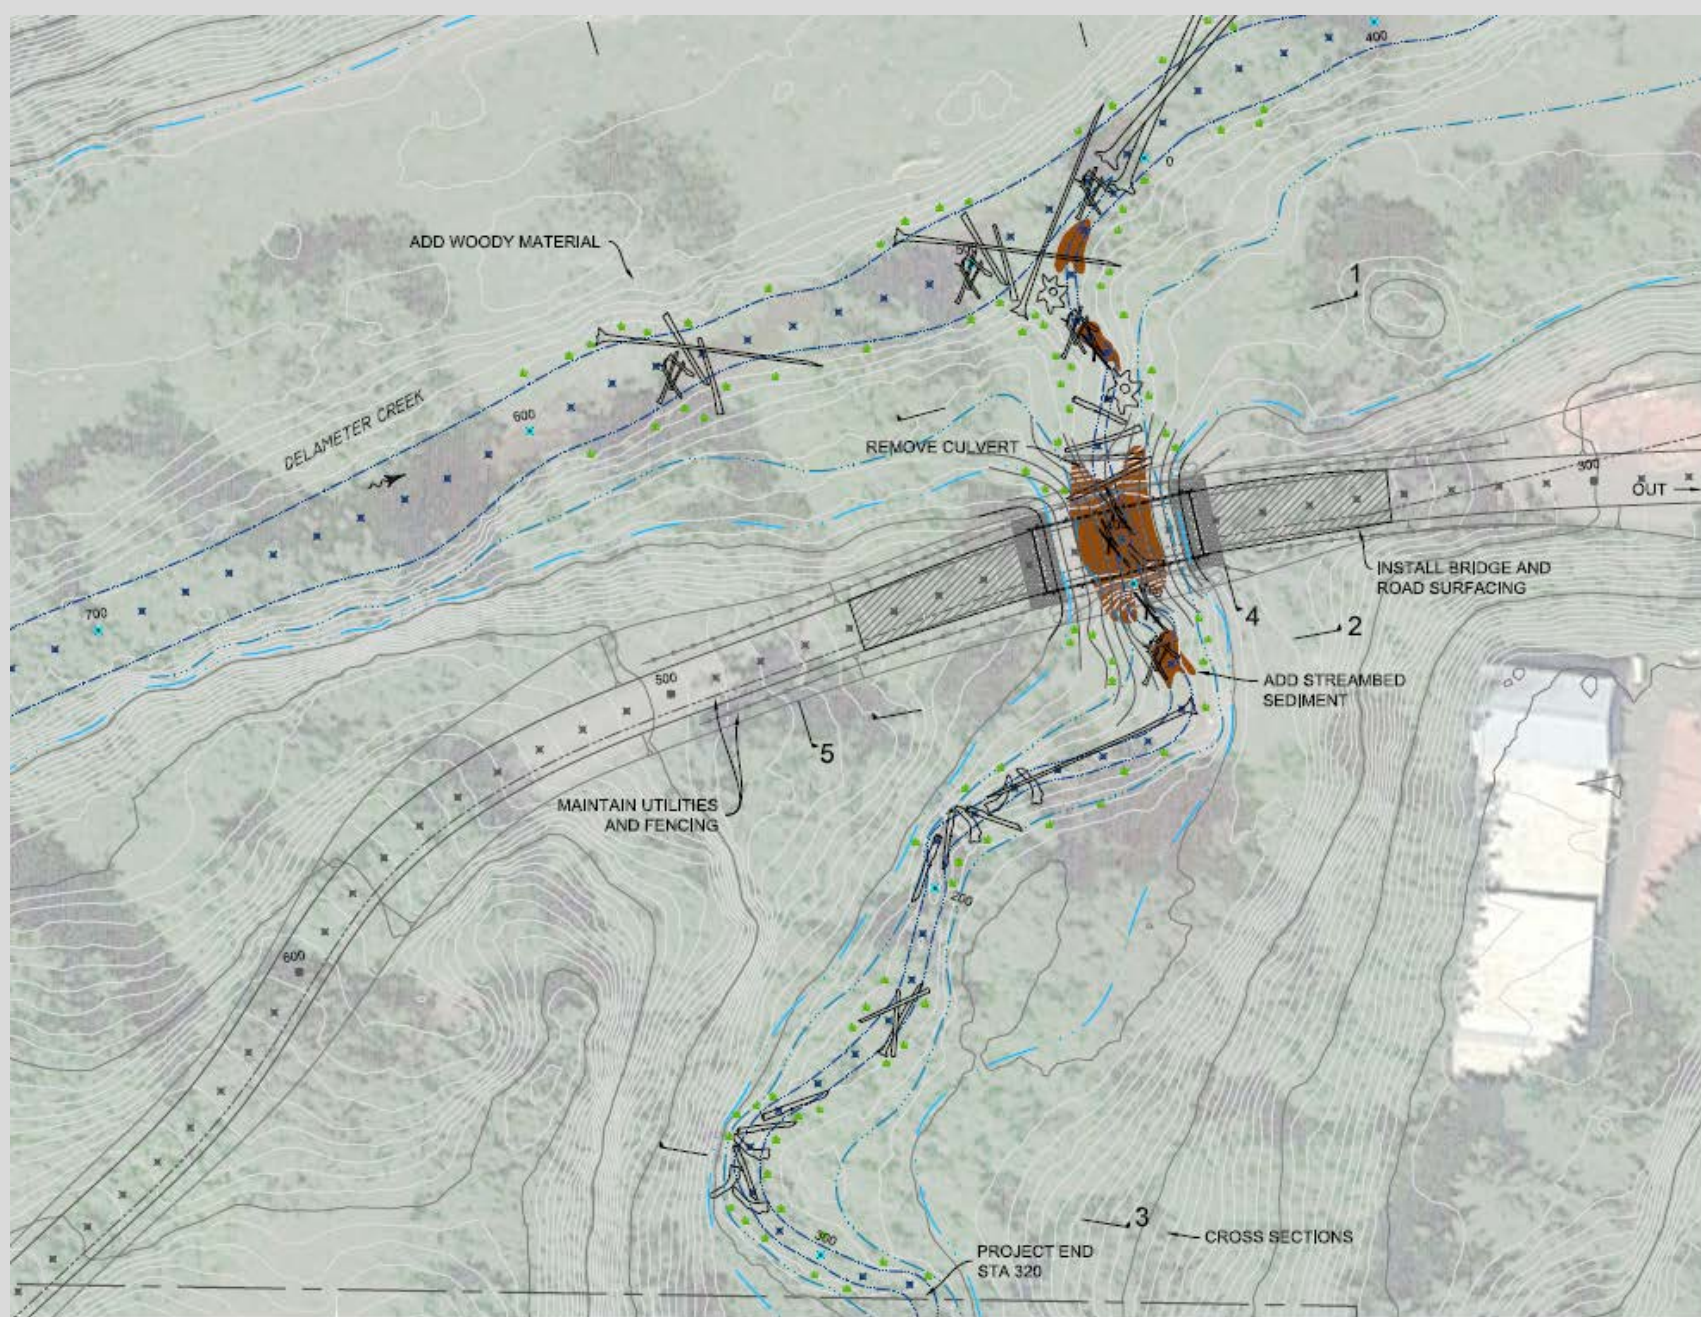 400
0
ADD WOODY MATERIAL
500
1
DELAMETER CREEK
600
REMOVE CULVERT
300
OUT
INSTALL BRIDGE AND
ROAD SURFACING
700
4
2
500
ADD STREAMBED
SEDIMENT
5
MAINTAIN UTILITIES
AND FENCING
200
600
3
CROSS SECTIONS
300
PROJECT END
STA 320